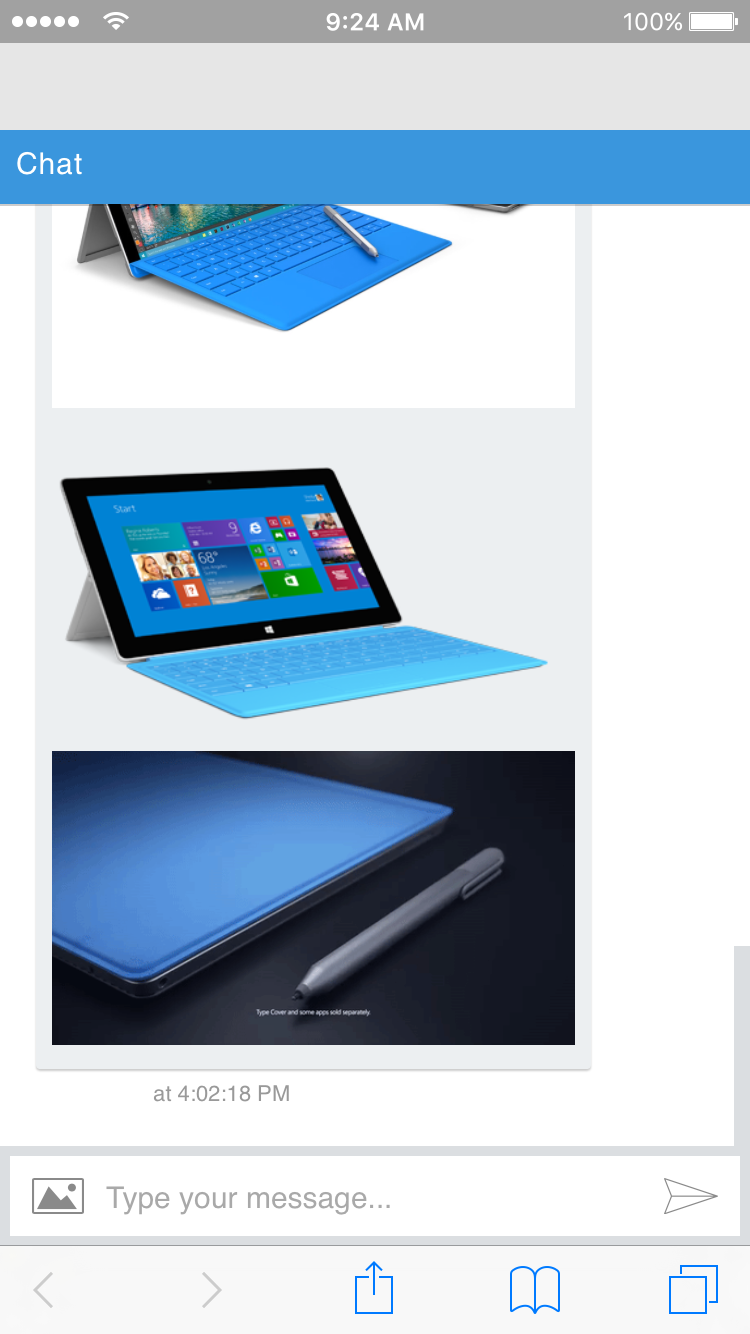 9:24 AM
100%
Chat
Start
9
68°
Type Cover and some apps sold separately.
at 4:02:18 PM
Type your message...